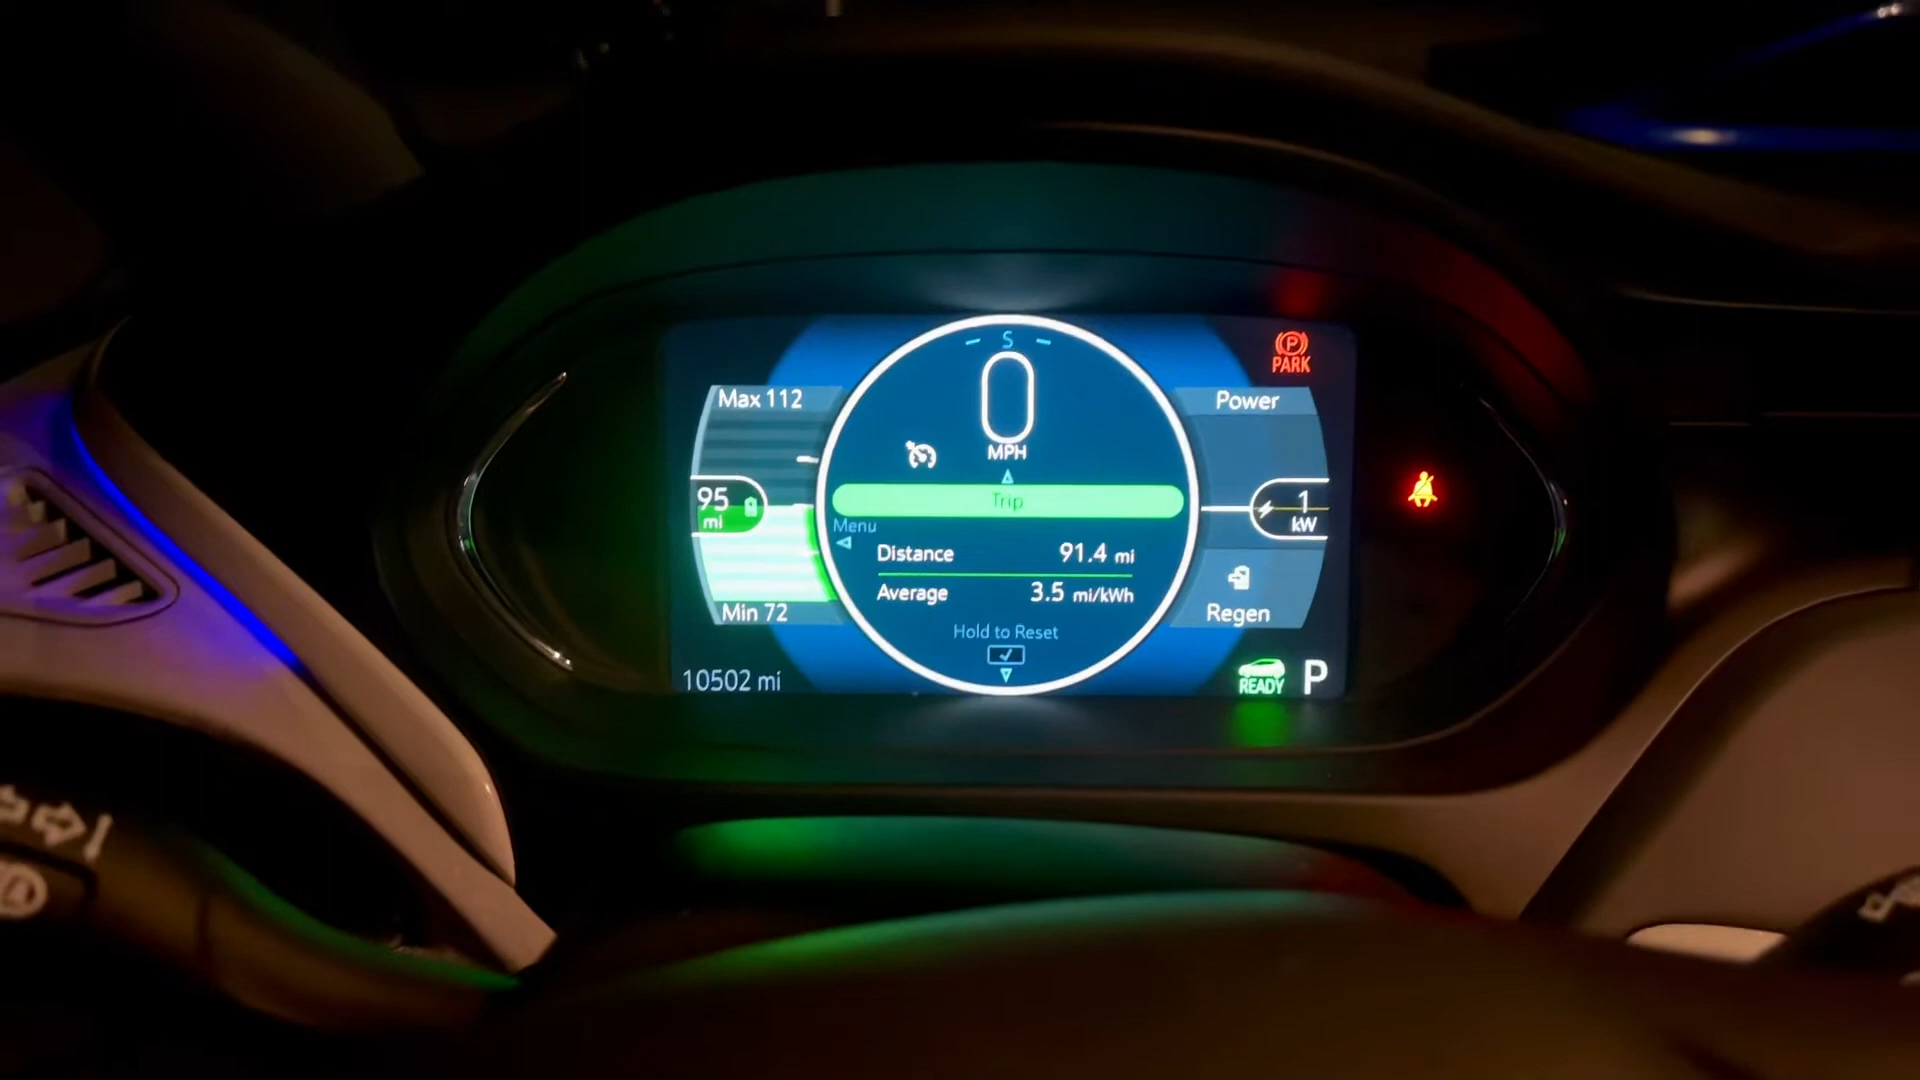 S
0
MPH
P
PARK
Max 112
Power
95
mi
Trip
1
kW
Menu
Distance 91.4 mi
Average 3.5 mi/kWh
Min 72
Regen
Hold to Reset
10502 mi
READY
P